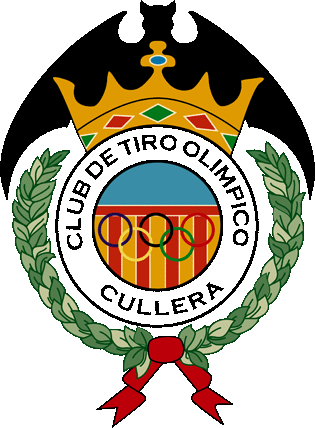 CLUB DE TIRO OLIMPICO
CULLERA